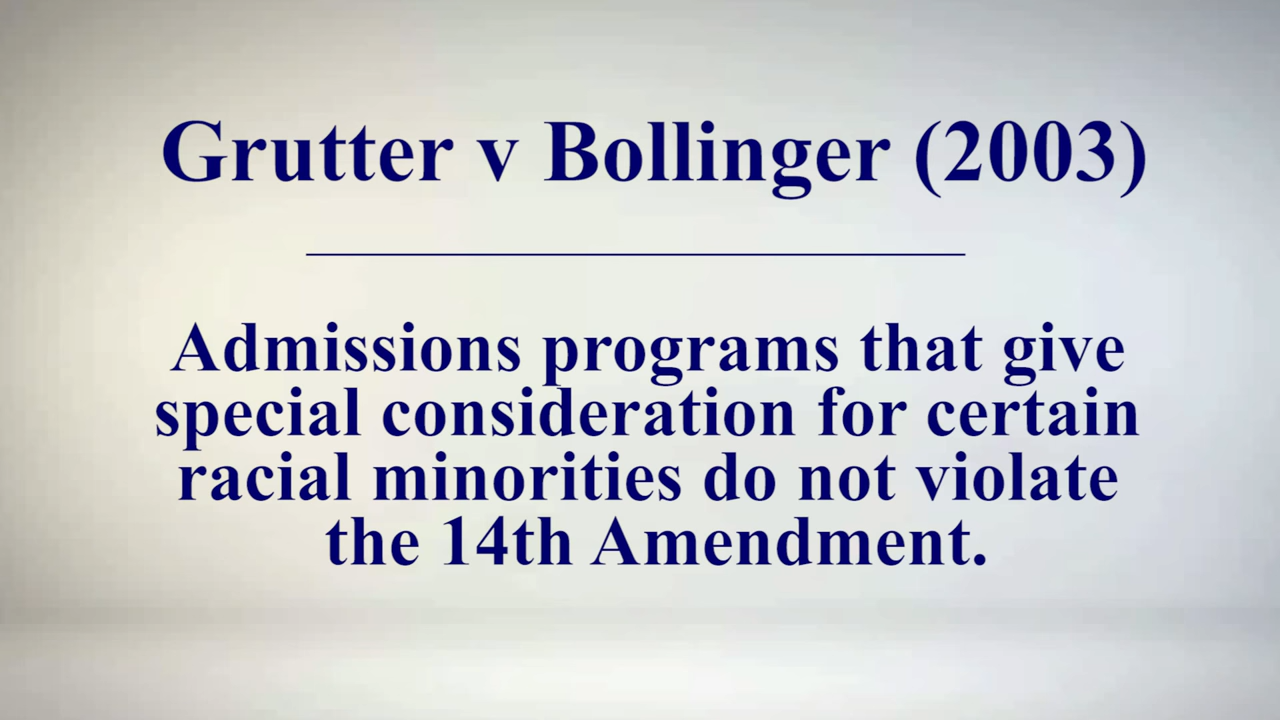 Grutter v Bollinger (2003)
Admissions programs that give
special consideration for certain
racial minorities do not violate
the 14th Amendment.